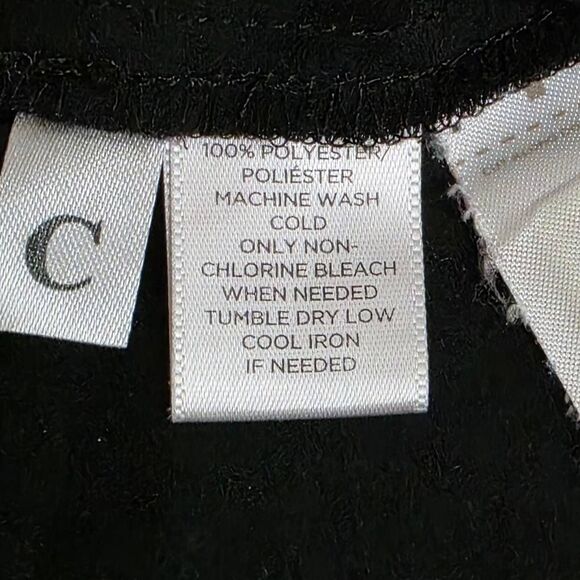 C
100% POLYESTER/
POLIÉSTER
MACHINE WASH
COLD
ONLY NON-
CHLORINE BLEACH
WHEN NEEDED
TUMBLE DRY LOW
COOL IRON
IF NEEDED